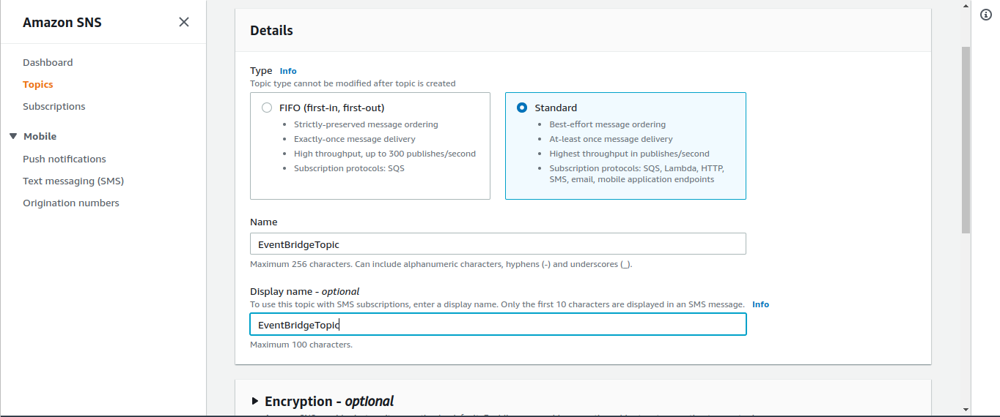 Amazon SNS
Dashboard
Topics
Subscriptions
Mobile
Push notifications
Text messaging (SMS)
Origination numbers
Details
Type Info
Topic type cannot be modified after topic is created
FIFO (first-in, first-out)
Strictly-preserved message ordering
Exactly-once message delivery
High throughput, up to 300 publishes/second
Subscription protocols: SQS
Standard
Best-effort message ordering
At-least once message delivery
Highest throughput in publishes/second
Subscription protocols: SQS, Lambda, HTTP,
SMS, email, mobile application endpoints
Name
EventBridgeTopic
Maximum 256 characters. Can include alphanumeric characters, hyphens (-) and underscores (_).
Display name - optional
To use this topic with SMS subscriptions, enter a display name. Only the first 10 characters are displayed in an SMS message. Info
EventBridgeTopic
Maximum 100 characters.
Encryption - optional